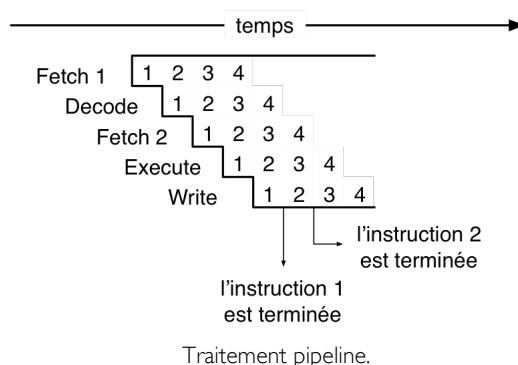 temps
Fetch 1 1 2 3 4
Decode 1 2 3 4
Fetch 2 1 2 3 4
Execute 1 2 3 4
Write 1 2 3 4
l'instruction 2
est terminée
l'instruction 1
est terminée
Traitement pipeline.